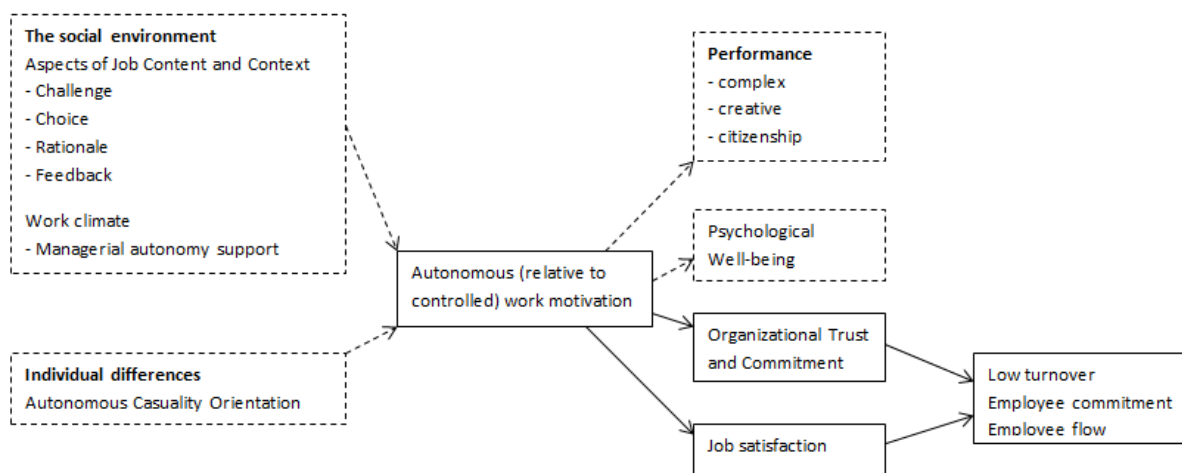 The social environment
Aspects of Job Content and Context
- Challenge
- Choice
- Rationale
- Feedback
Work climate
- Managerial autonomy support
Individual differences
Autonomous Casuality Orientation
Autonomous (relative to
controlled) work motivation
Performance
- complex
- creative
- citizenship
Psychological
Well-being
Organizational Trust
and Commitment
Job satisfaction
Low turnover
Employee commitment
Employee flow